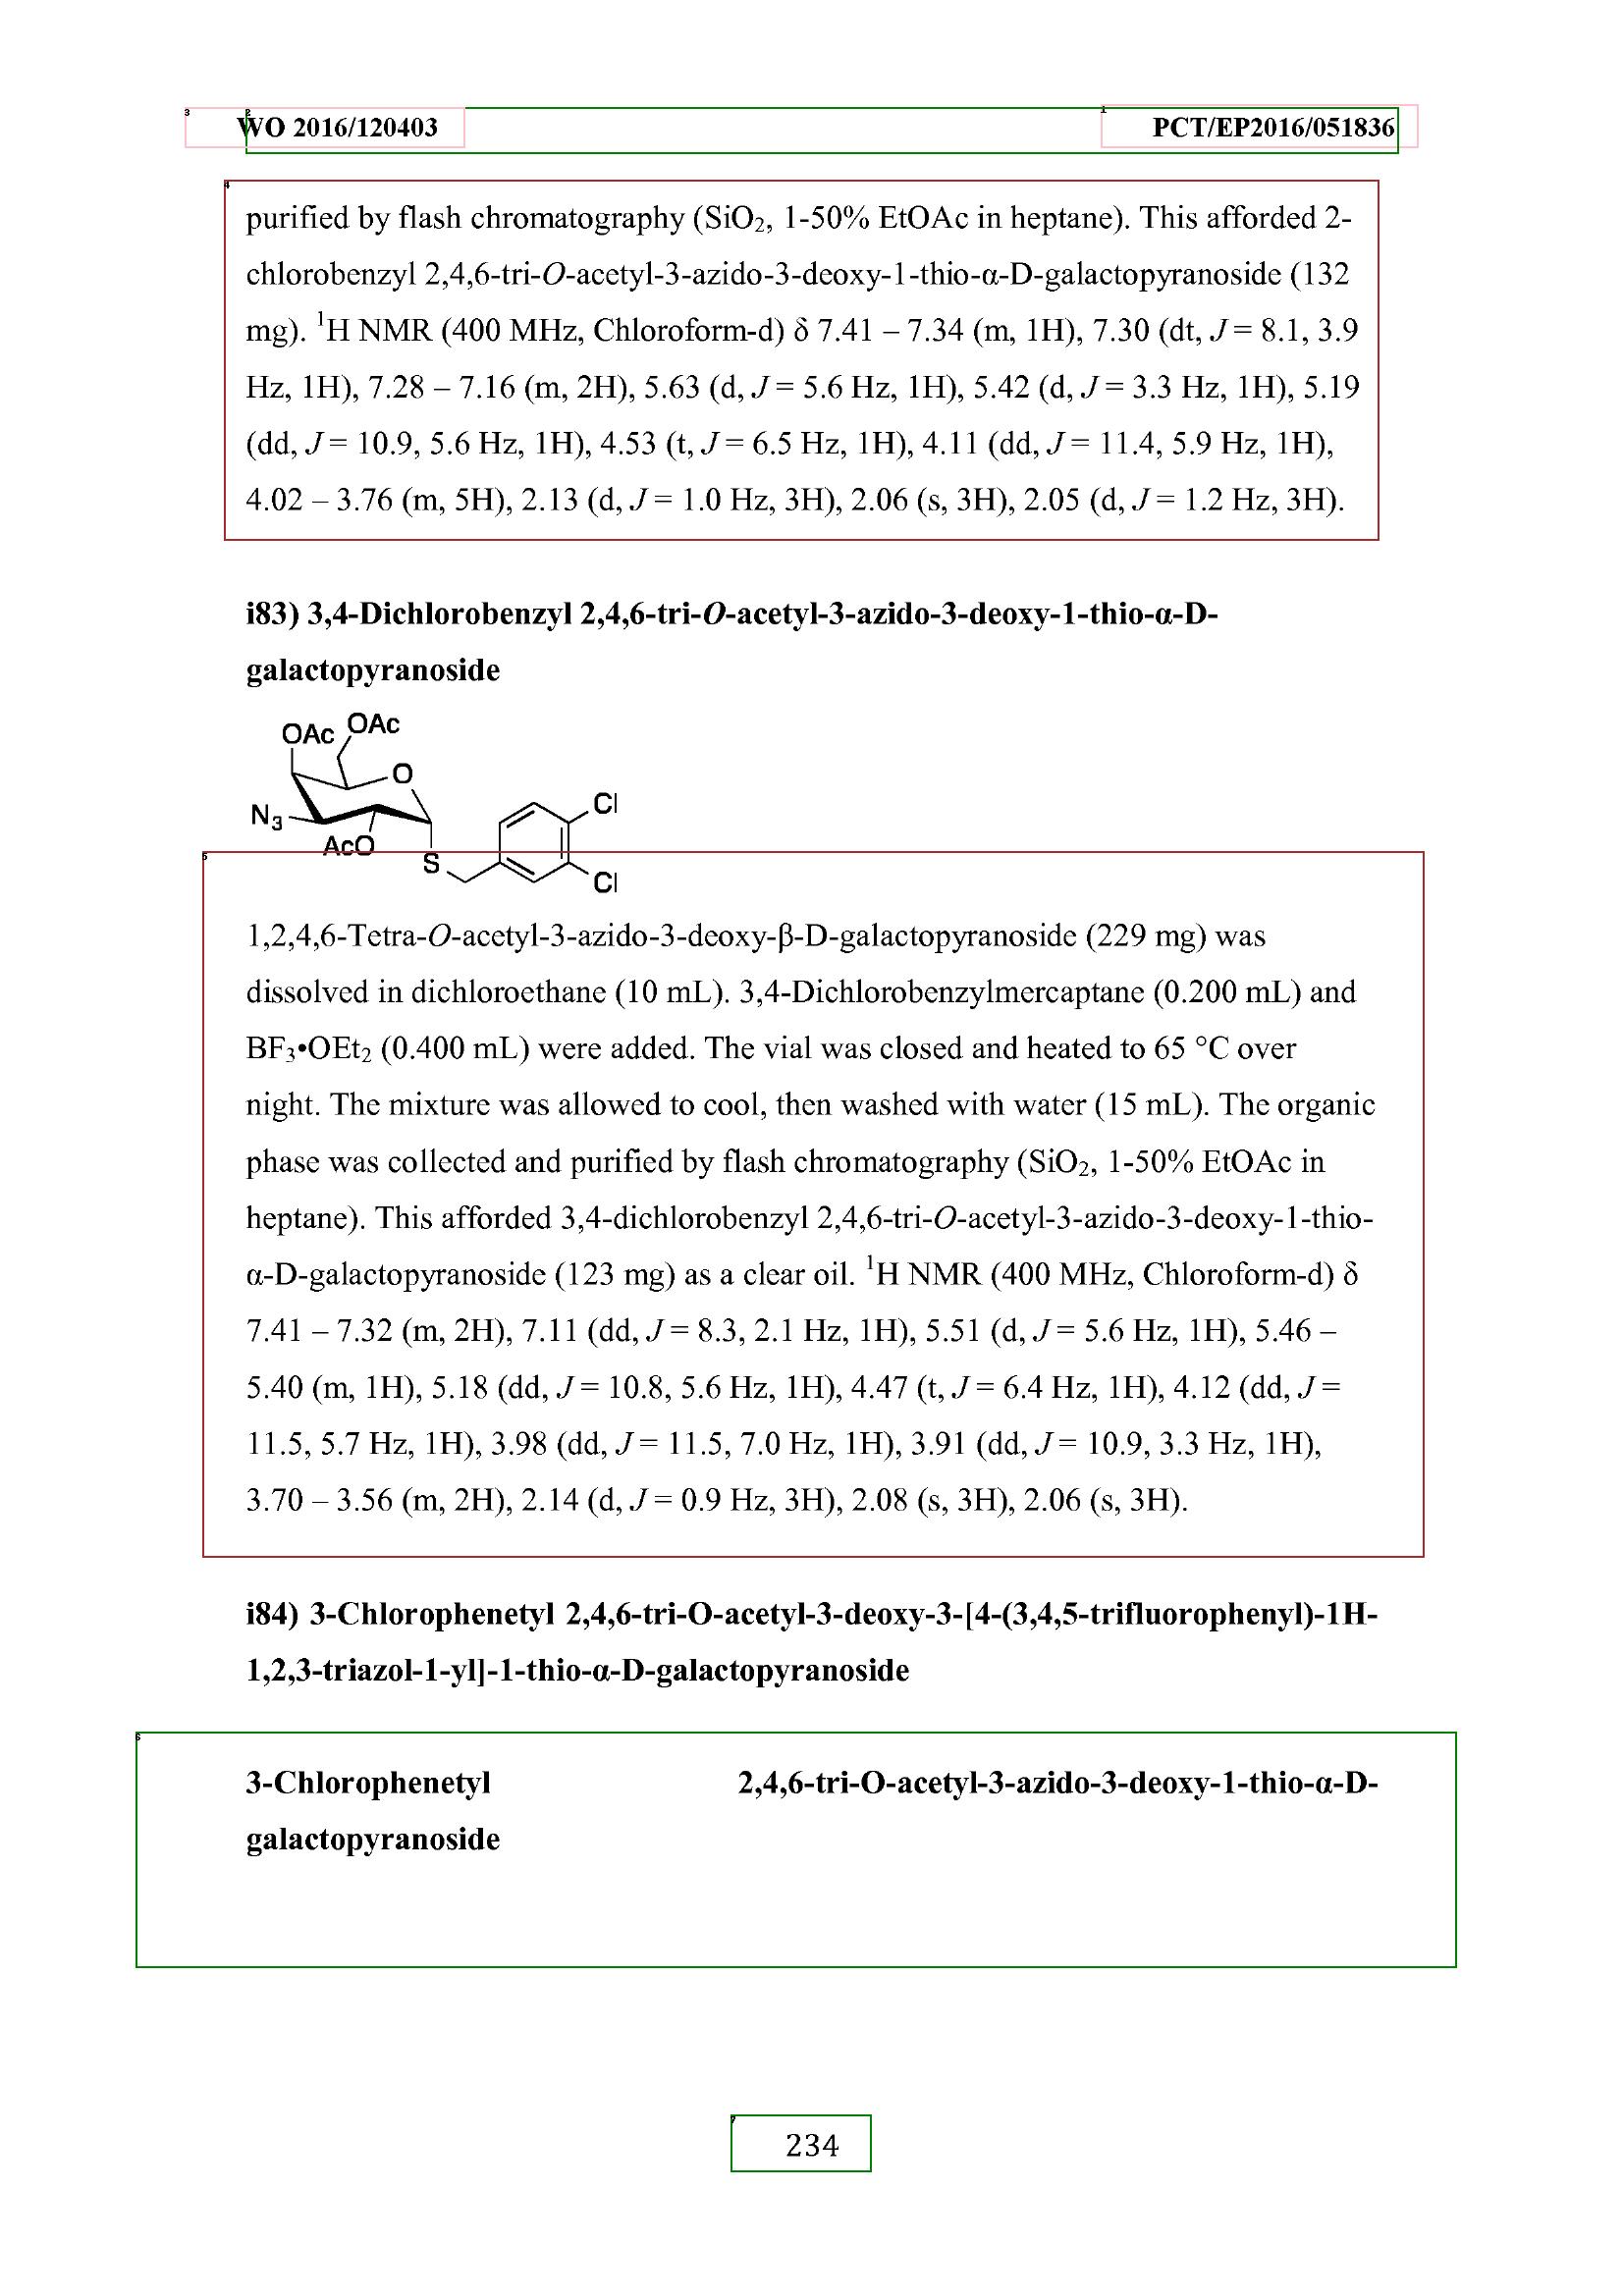 WO 2016/120403 PCT/EP2016/051836
purified by flash chromatography (SiO₂, 1-50% EtOAc in heptane). This afforded 2-
chlorobenzyl 2,4,6-tri-O-acetyl-3-azido-3-deoxy-1-thio-α-D-galactopyranoside (132
mg). ¹H NMR (400 MHz, Chloroform-d) δ 7.41 – 7.34 (m, 1H), 7.30 (dt, J = 8.1, 3.9
Hz, 1H), 7.28 – 7.16 (m, 2H), 5.63 (d, J = 5.6 Hz, 1H), 5.42 (d, J = 3.3 Hz, 1H), 5.19
(dd, J = 10.9, 5.6 Hz, 1H), 4.53 (t, J = 6.5 Hz, 1H), 4.11 (dd, J = 11.4, 5.9 Hz, 1H),
4.02 – 3.76 (m, 5H), 2.13 (d, J = 1.0 Hz, 3H), 2.06 (s, 3H), 2.05 (d, J = 1.2 Hz, 3H).
i83) 3,4-Dichlorobenzyl 2,4,6-tri-O-acetyl-3-azido-3-deoxy-1-thio-α-D-
galactopyranoside
OAc OAc
O
N₃
AcO
S
Cl
Cl
1,2,4,6-Tetra-O-acetyl-3-azido-3-deoxy-β-D-galactopyranoside (229 mg) was
dissolved in dichloroethane (10 mL). 3,4-Dichlorobenzylmercaptane (0.200 mL) and
BF₃•OEt₂ (0.400 mL) were added. The vial was closed and heated to 65 °C over
night. The mixture was allowed to cool, then washed with water (15 mL). The organic
phase was collected and purified by flash chromatography (SiO₂, 1-50% EtOAc in
heptane). This afforded 3,4-dichlorobenzyl 2,4,6-tri-O-acetyl-3-azido-3-deoxy-1-thio-
α-D-galactopyranoside (123 mg) as a clear oil. ¹H NMR (400 MHz, Chloroform-d) δ
7.41 – 7.32 (m, 2H), 7.11 (dd, J = 8.3, 2.1 Hz, 1H), 5.51 (d, J = 5.6 Hz, 1H), 5.46 –
5.40 (m, 1H), 5.18 (dd, J = 10.8, 5.6 Hz, 1H), 4.47 (t, J = 6.4 Hz, 1H), 4.12 (dd, J =
11.5, 5.7 Hz, 1H), 3.98 (dd, J = 11.5, 7.0 Hz, 1H), 3.91 (dd, J = 10.9, 3.3 Hz, 1H),
3.70 – 3.56 (m, 2H), 2.14 (d, J = 0.9 Hz, 3H), 2.08 (s, 3H), 2.06 (s, 3H).
i84) 3-Chlorophenetyl 2,4,6-tri-O-acetyl-3-deoxy-3-[4-(3,4,5-trifluorophenyl)-1H-
1,2,3-triazol-1-yl]-1-thio-α-D-galactopyranoside
3-Chlorophenetyl 2,4,6-tri-O-acetyl-3-azido-3-deoxy-1-thio-α-D-
galactopyranoside
234